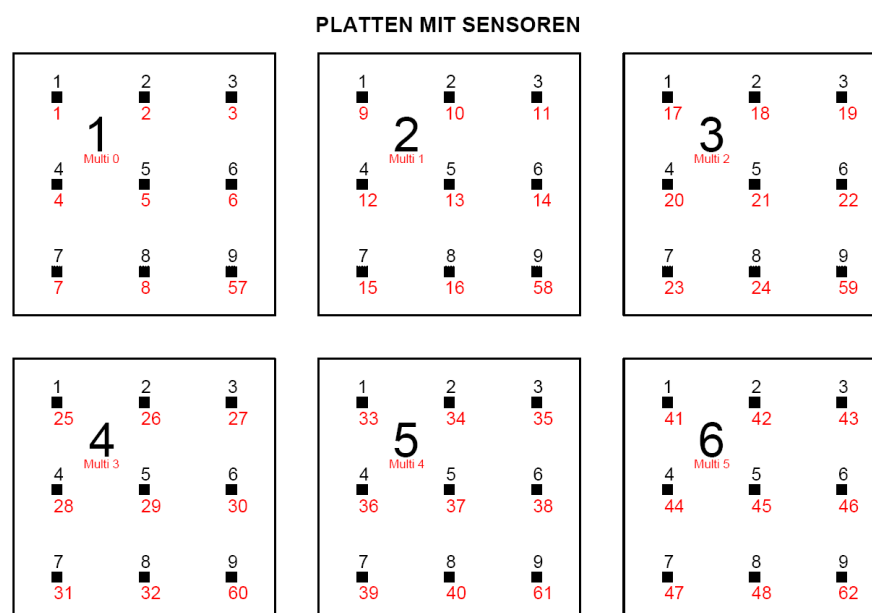 PLATTEN MIT SENSOREN
1 2 3 1 2 3 1 2 3
1 2 3 9 10 11 17 18 19
1 2 3
Multi 0 Multi 1 Multi 2
4 5 6 4 5 6 4 5 6
4 5 6 12 13 14 20 21 22
7 8 9 7 8 9 7 8 9
7 8 57 15 16 58 23 24 59
1 2 3 1 2 3 1 2 3
25 26 27 33 34 35 41 42 43
4 5 6
Multi 3 Multi 4 Multi 5
4 5 6 4 5 6 4 5 6
28 29 30 36 37 38 44 45 46
7 8 9 7 8 9 7 8 9
31 32 60 39 40 61 47 48 62